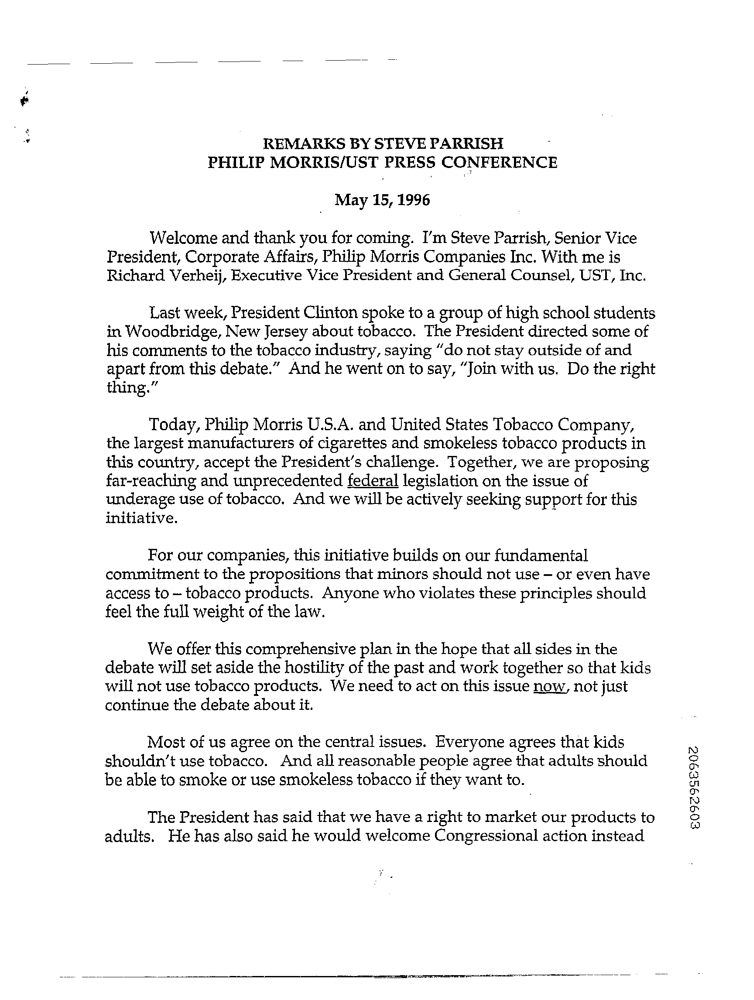 REMARKS BY STEVE PARRISH
PHILIP MORRIS/UST PRESS CONFERENCE
May 15, 1996
Welcome and thank you for coming. I'm Steve Parrish, Senior Vice
President, Corporate Affairs, Philip Morris Companies Inc. With me is
Richard Verheij, Executive Vice President and General Counsel, UST, Inc.
Last week, President Clinton spoke to a group of high school students
in Woodbridge, New Jersey about tobacco. The President directed some of
his comments to the tobacco industry, saying "do not stay outside of and
apart from this debate." And he went on to say, "Join with us. Do the right
thing."
Today, Philip Morris U.S.A. and United States Tobacco Company,
the largest manufacturers of cigarettes and smokeless tobacco products in
this country, accept the President's challenge. Together, we are proposing
far-reaching and unprecedented federal legislation on the issue of
underage use of tobacco. And we will be actively seeking support for this
initiative.
For our companies, this initiative builds on our fundamental
commitment to the propositions that minors should not use – or even have
access to – tobacco products. Anyone who violates these principles should
feel the full weight of the law.
We offer this comprehensive plan in the hope that all sides in the
debate will set aside the hostility of the past and work together so that kids
will not use tobacco products. We need to act on this issue now, not just
continue the debate about it.
Most of us agree on the central issues. Everyone agrees that kids
shouldn't use tobacco. And all reasonable people agree that adults should
be able to smoke or use smokeless tobacco if they want to.
The President has said that we have a right to market our products to
adults. He has also said he would welcome Congressional action instead
2063562603